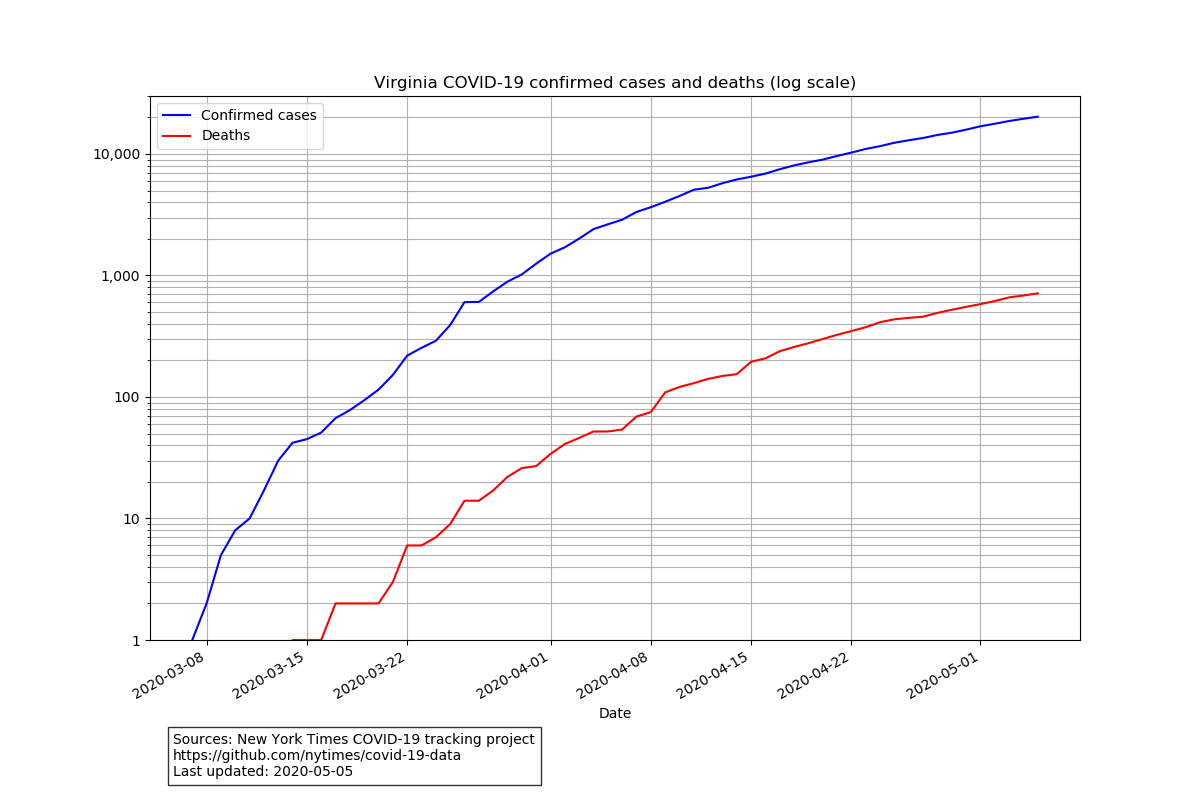 Virginia COVID-19 confirmed cases and deaths (log scale)
Confirmed cases
Deaths
10,000
1,000
100
10
1
2020-03-08
2020-03-15
2020-03-22
2020-04-01
2020-04-08
2020-04-15
2020-04-22
2020-05-01
Date
Sources: New York Times COVID-19 tracking project
https://github.com/nytimes/covid-19-data
Last updated: 2020-05-05